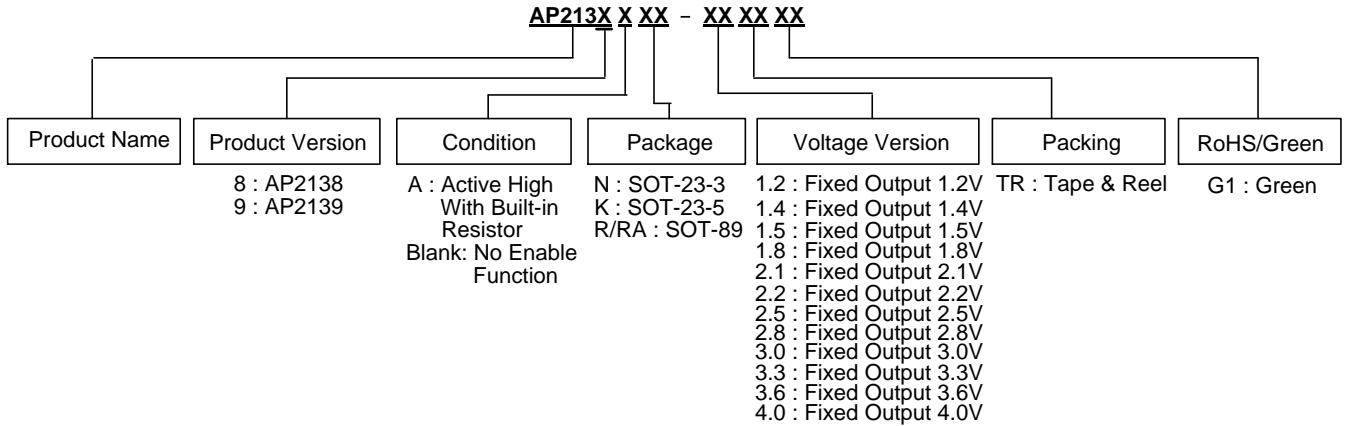 AP213X X XX – XX XX XX
Product Name
Product Version
Condition
Package
Voltage Version
Packing
RoHS/Green
8 : AP2138
9 : AP2139
A : Active High
With Built-in
Resistor
Blank: No Enable
Function
N : SOT-23-3
K : SOT-23-5
R/RA : SOT-89
1.2 : Fixed Output 1.2V
1.4 : Fixed Output 1.4V
1.5 : Fixed Output 1.5V
1.8 : Fixed Output 1.8V
2.1 : Fixed Output 2.1V
2.2 : Fixed Output 2.2V
2.5 : Fixed Output 2.5V
2.8 : Fixed Output 2.8V
3.0 : Fixed Output 3.0V
3.3 : Fixed Output 3.3V
3.6 : Fixed Output 3.6V
4.0 : Fixed Output 4.0V
TR : Tape & Reel
G1 : Green